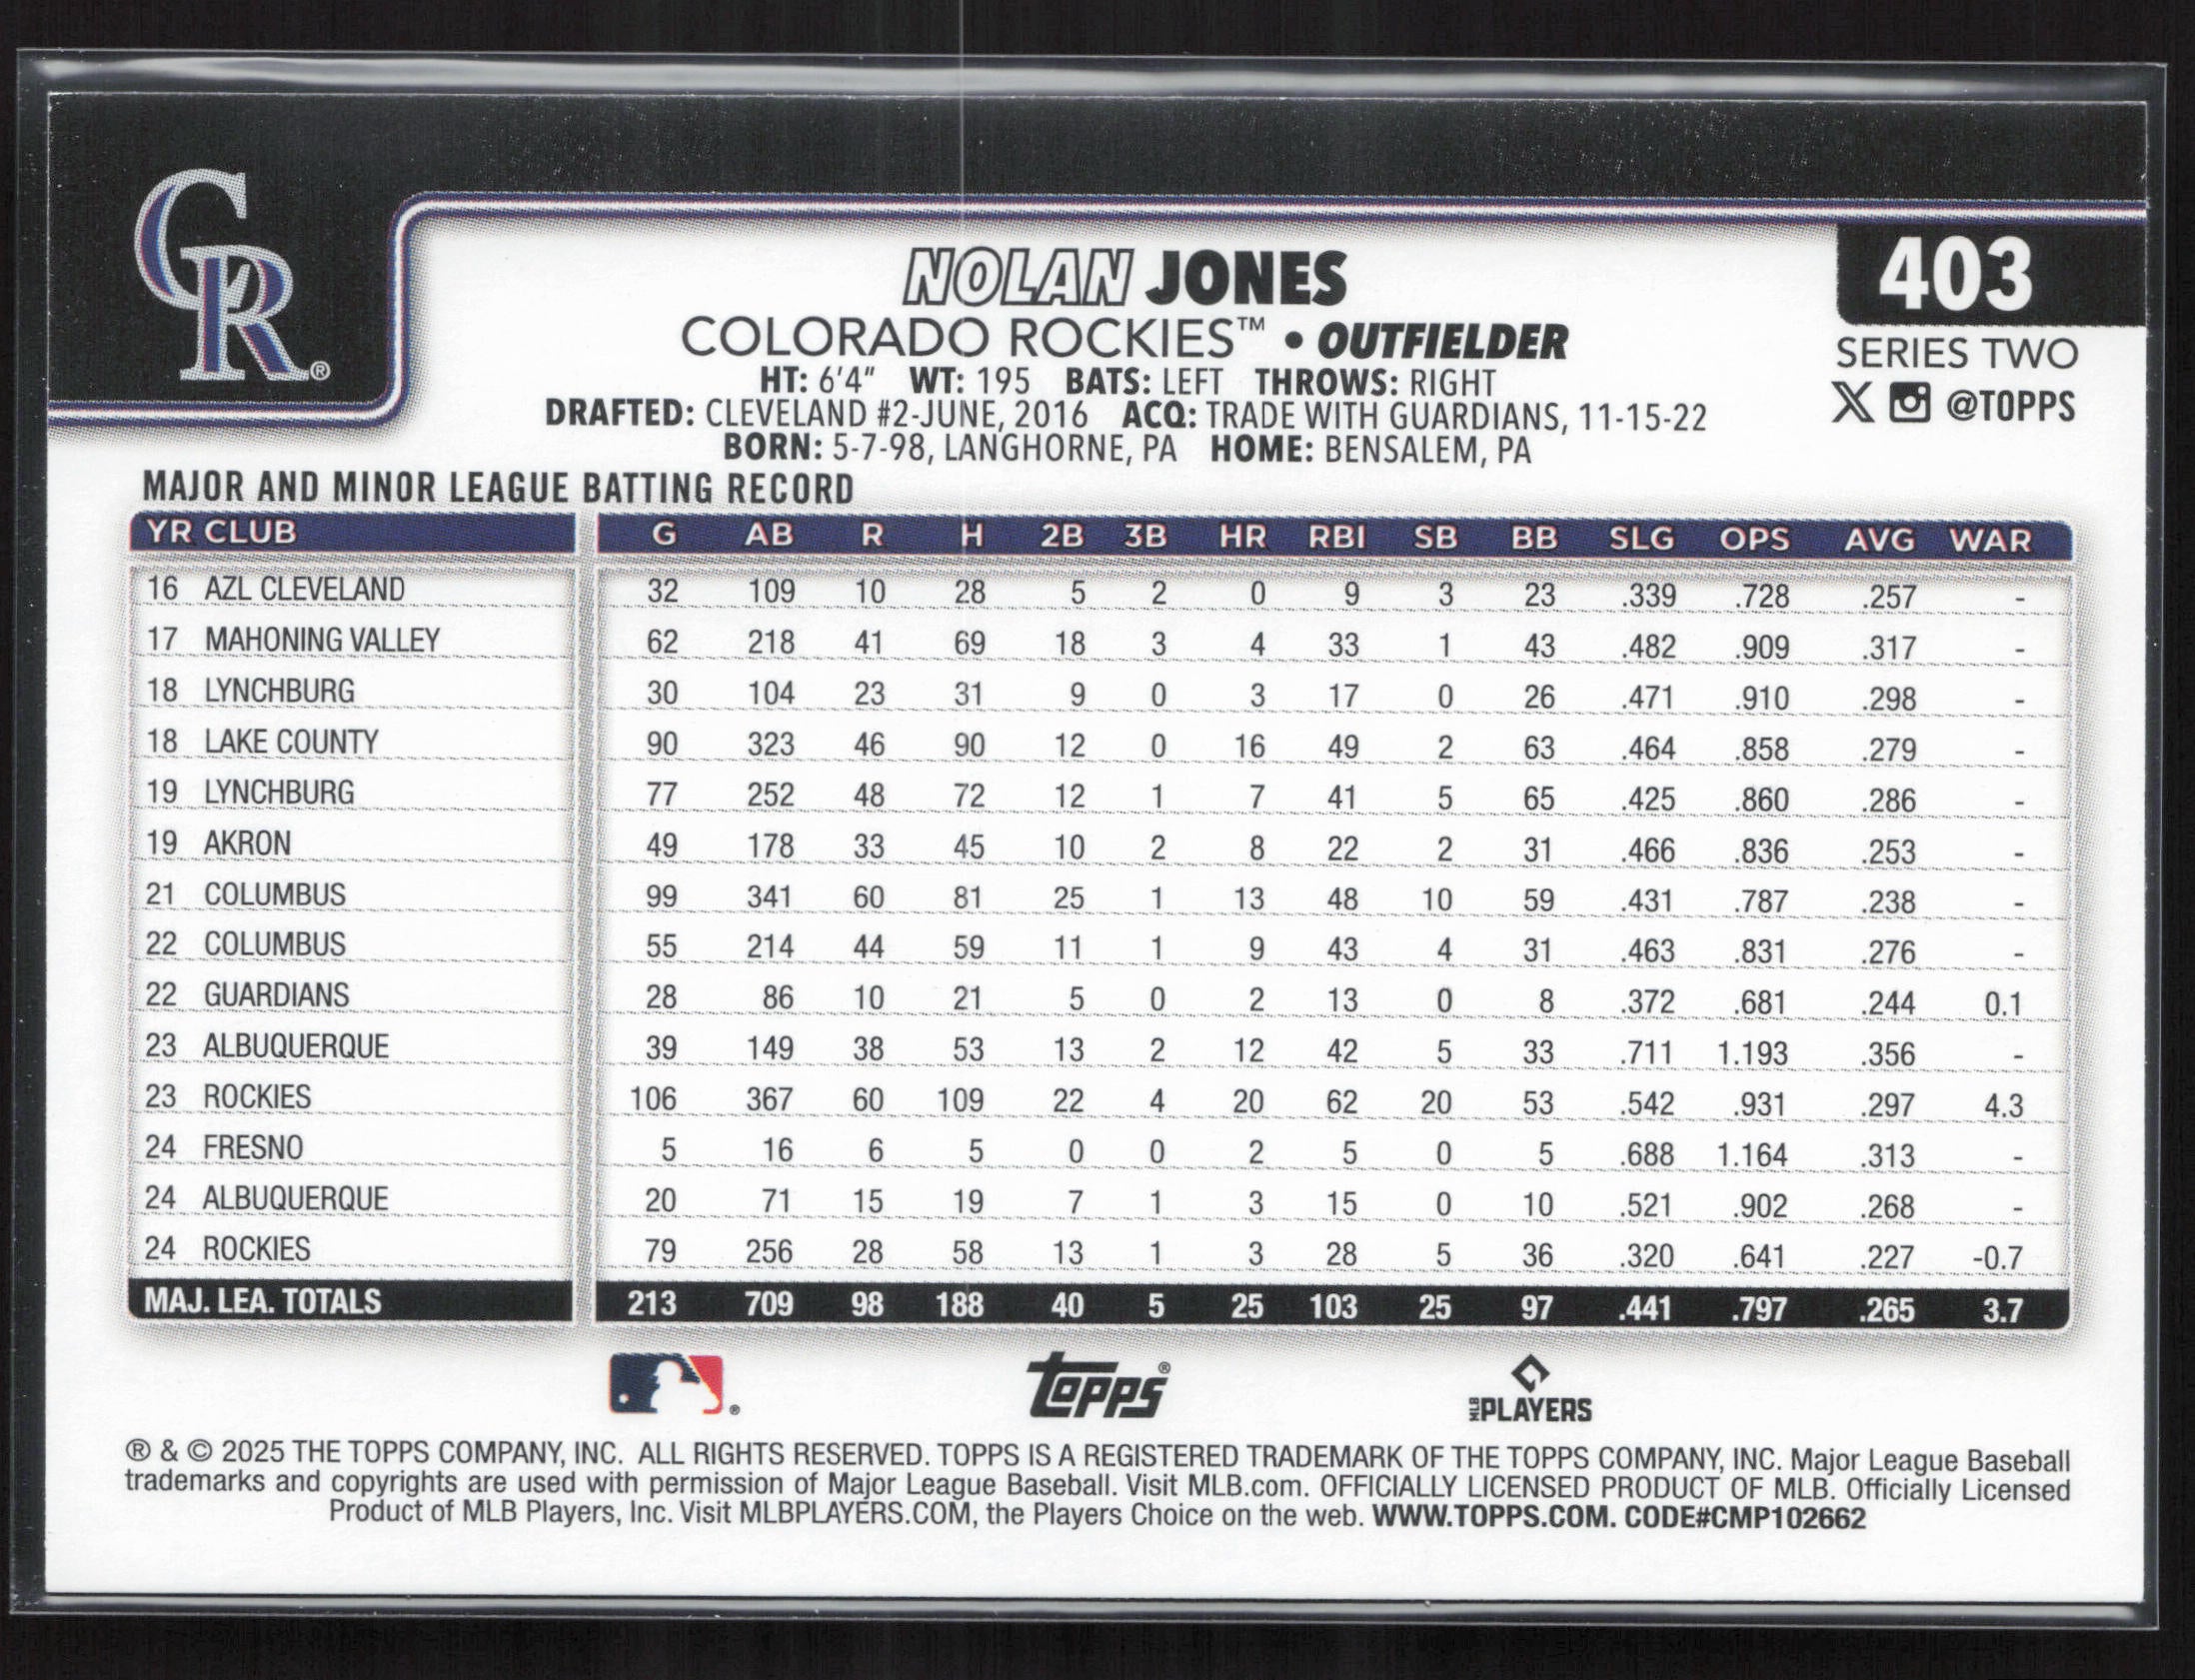 CR®
NOLAN JONES
COLORADO ROCKIES™ • OUTFIELDER
HT: 6'4" WT: 195 BATS: LEFT THROWS: RIGHT
DRAFTED: CLEVELAND #2-JUNE, 2016 ACQ: TRADE WITH GUARDIANS, 11-15-22
BORN: 5-7-98, LANGHORNE, PA HOME: BENSALEM, PA
403
SERIES TWO
X @TOPPS
MAJOR AND MINOR LEAGUE BATTING RECORD
YR CLUB G AB R H 2B 3B HR RBI SB BB SLG OPS AVG WAR
16 AZL CLEVELAND 32 109 10 28 5 2 0 9 3 23 .339 .728 .257 -
17 MAHONING VALLEY 62 218 41 69 18 3 4 33 1 43 .482 .909 .317 -
18 LYNCHBURG 30 104 23 31 9 0 3 17 0 26 .471 .910 .298 -
18 LAKE COUNTY 90 323 46 90 12 0 16 49 2 63 .464 .858 .279 -
19 LYNCHBURG 77 252 48 72 12 1 7 41 5 65 .425 .860 .286 -
19 AKRON 49 178 33 45 10 2 8 22 2 31 .466 .836 .253 -
21 COLUMBUS 99 341 60 81 25 1 13 48 10 59 .431 .787 .238 -
22 COLUMBUS 55 214 44 59 11 1 9 43 4 31 .463 .831 .276 -
22 GUARDIANS 28 86 10 21 5 0 2 13 0 8 .372 .681 .244 0.1
23 ALBUQUERQUE 39 149 38 53 13 2 12 42 5 33 .711 1.193 .356 -
23 ROCKIES 106 367 60 109 22 4 20 62 20 53 .542 .931 .297 4.3
24 FRESNO 5 16 6 5 0 0 2 5 0 5 .688 1.164 .313 -
24 ALBUQUERQUE 20 71 15 19 7 1 3 15 0 10 .521 .902 .268 -
24 ROCKIES 79 256 28 58 13 1 3 28 5 36 .320 .641 .227 -0.7
MAJ. LEA. TOTALS 213 709 98 188 40 5 25 103 25 97 .441 .797 .265 3.7
® topps® MLB PLAYERS
® & © 2025 THE TOPPS COMPANY, INC. ALL RIGHTS RESERVED. TOPPS IS A REGISTERED TRADEMARK OF THE TOPPS COMPANY, INC. Major League Baseball
trademarks and copyrights are used with permission of Major League Baseball. Visit MLB.com. OFFICIALLY LICENSED PRODUCT OF MLB. Officially Licensed
Product of MLB Players, Inc. Visit MLBPLAYERS.COM, the Players Choice on the web. WWW.TOPPS.COM. CODE#CMP102662